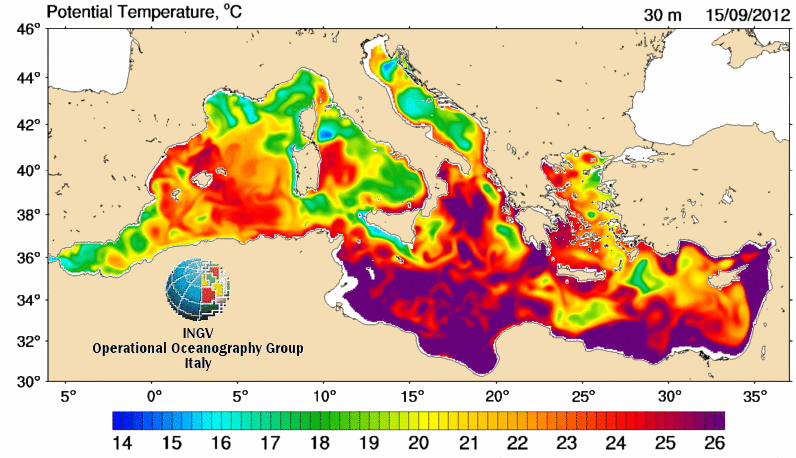 Potential Temperature, °C 30 m 15/09/2012
46°
44°
42°
40°
38°
36°
34°
32°
30°
INGV
Operational Oceanography Group
Italy
5° 0° 5° 10° 15° 20° 25° 30° 35°
14 15 16 17 18 19 20 21 22 23 24 25 26